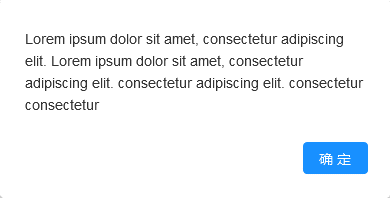 Lorem ipsum dolor sit amet, consectetur adipiscing
elit. Lorem ipsum dolor sit amet, consectetur
adipiscing elit. consectetur adipiscing elit. consectetur
consectetur
确 定